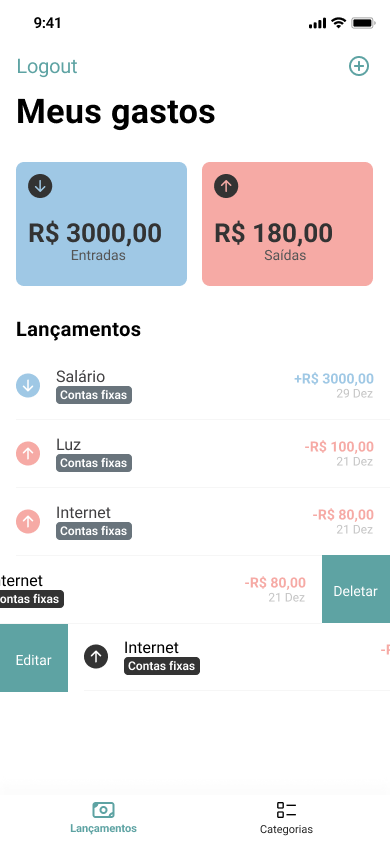 9:41
Logout
Meus gastos
R$ 3000,00
Entradas
R$ 180,00
Saídas
Lançamentos
Salário
Contas fixas
+R$ 3000,00
29 Dez
Luz
Contas fixas
-R$ 100,00
21 Dez
Internet
Contas fixas
-R$ 80,00
21 Dez
nternet
ontas fixas
-R$ 80,00
21 Dez
Deletar
Editar
Internet
Contas fixas
-R
Lançamentos
Categorias